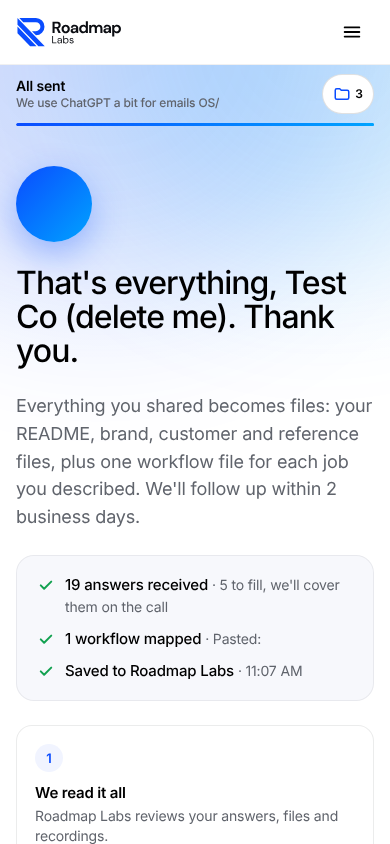 Roadmap
Labs
All sent
We use ChatGPT a bit for emails OS/
3
That's everything, Test
Co (delete me). Thank
you.
Everything you shared becomes files: your
README, brand, customer and reference
files, plus one workflow file for each job
you described. We'll follow up within 2
business days.
19 answers received · 5 to fill, we'll cover
them on the call
1 workflow mapped · Pasted:
Saved to Roadmap Labs · 11:07 AM
1
We read it all
Roadmap Labs reviews your answers, files and
recordings.